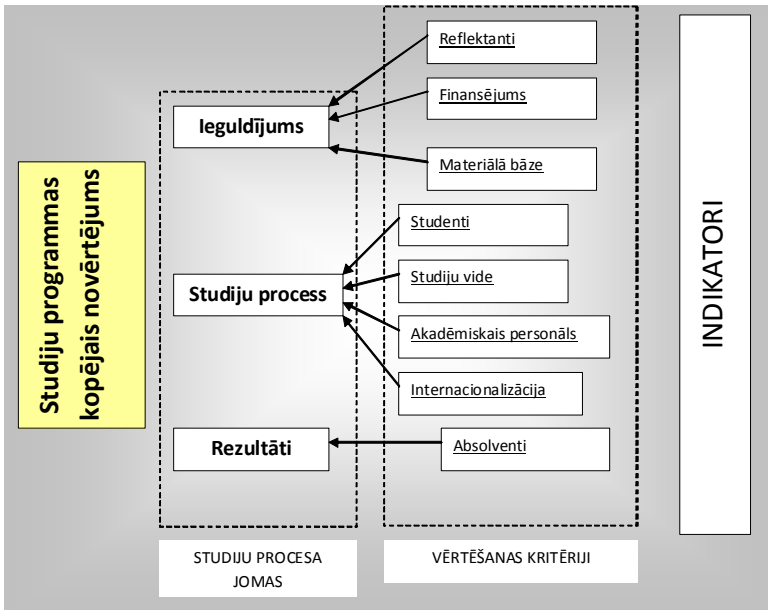 Studiju programmas
kopējais novērtējums
Ieguldījums
Studiju process
Rezultāti
STUDIJU PROCESA
JOMAS
Reflektanti
Finansējums
Materiālā bāze
Studenti
Studiju vide
Akadēmiskais personāls
Internacionalizācija
Absolventi
VĒRTĒŠANAS KRITĒRIJI
INDIKATORI